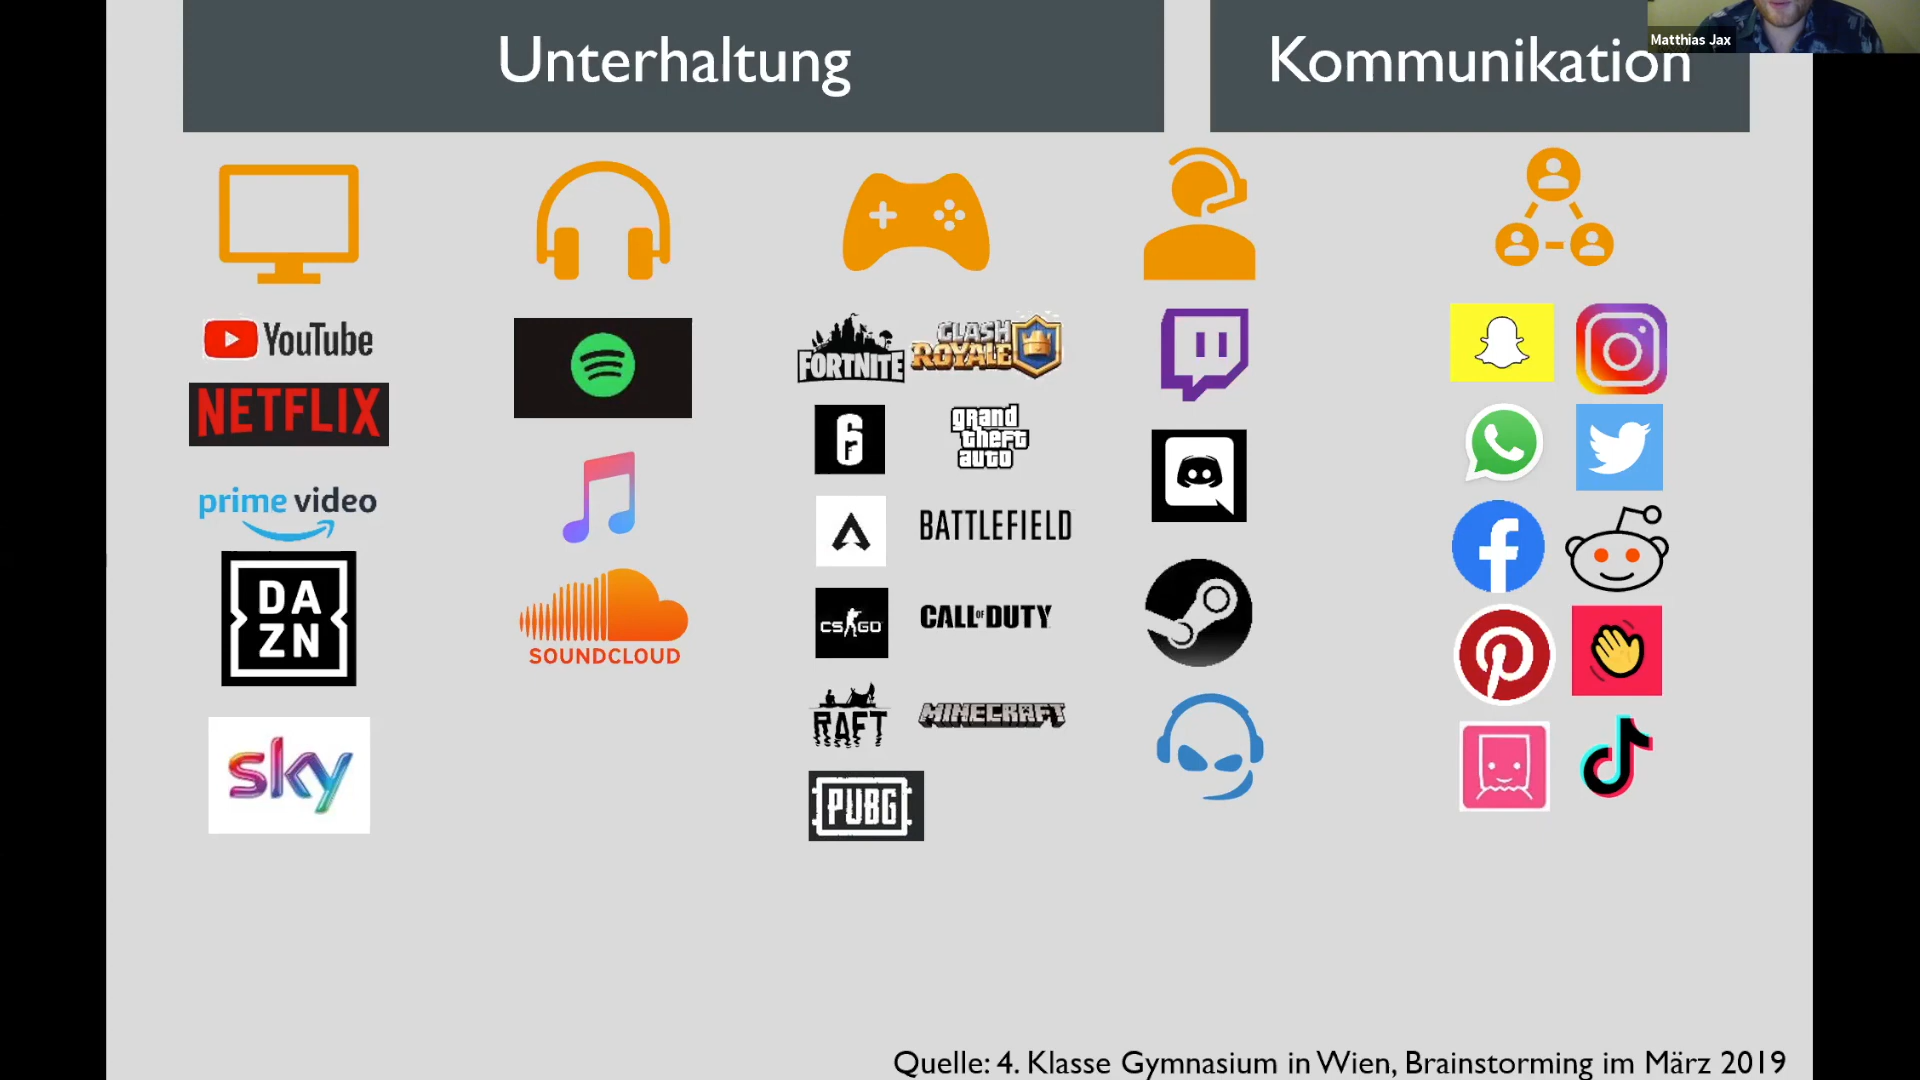 Unterhaltung
Kommunikation
Matthias Jax
YouTube
NETFLIX
prime video
DA
ZN
sky
SOUNDCLOUD
FORTNITE
CLASH
ROYALE
6
grand
theft
auto
BATTLEFIELD
CS GO
CALL OF DUTY
RAFT
MINECRAFT
PUBG
Quelle: 4. Klasse Gymnasium in Wien, Brainstorming im März 2019